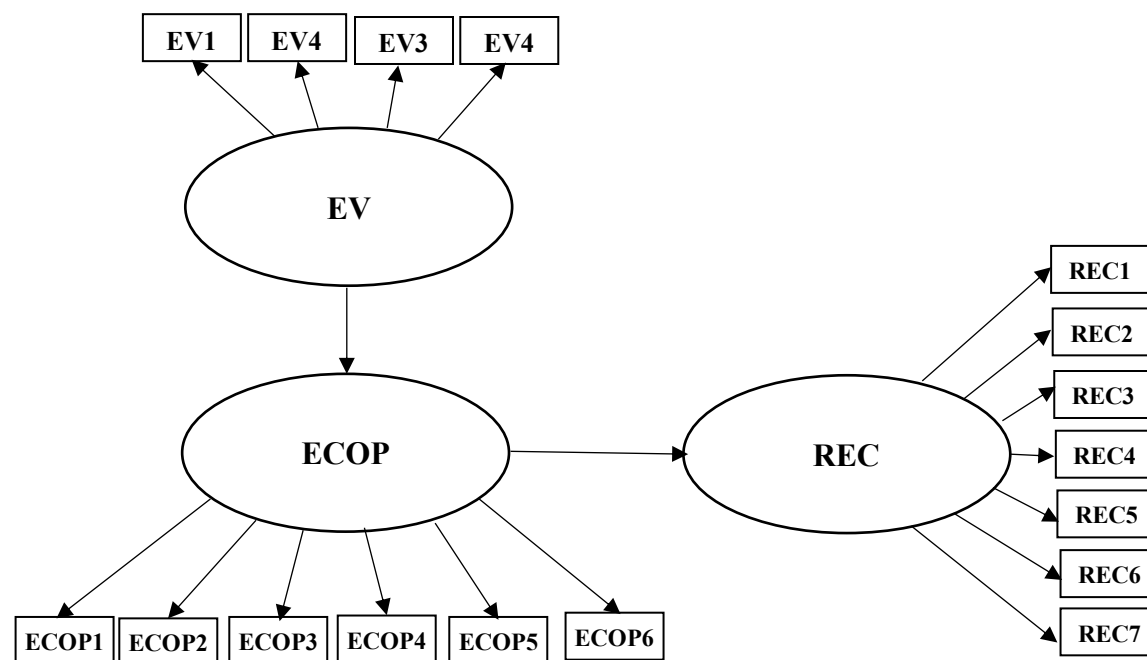 EV1
EV4
EV3
EV4
EV
REC1
REC2
REC3
REC4
REC5
REC6
REC7
ECOP
REC
ECOP1
ECOP2
ECOP3
ECOP4
ECOP5
ECOP6